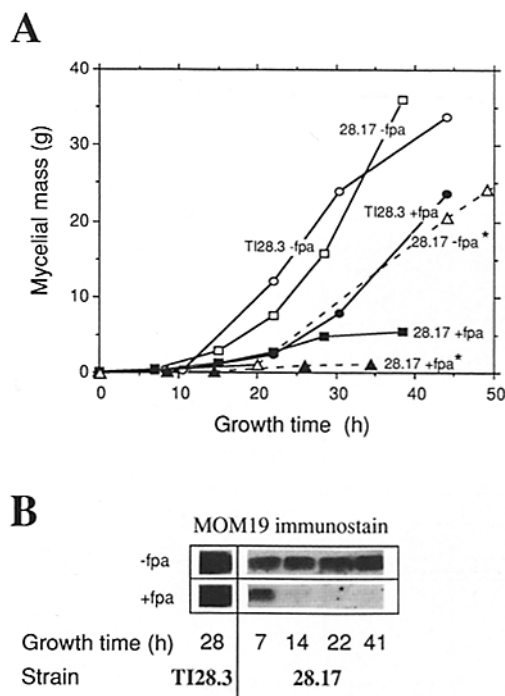 A
40
30
20
10
0
Mycelial mass (g)
28.17 -fpa
TI28.3 -fpa
TI28.3 +fpa
28.17 -fpa*
28.17 +fpa
28.17 +fpa*
0 10 20 30 40 50
Growth time (h)
B
MOM19 immunostain
-fpa
+fpa
Growth time (h) 28 7 14 22 41
Strain TI28.3 28.17